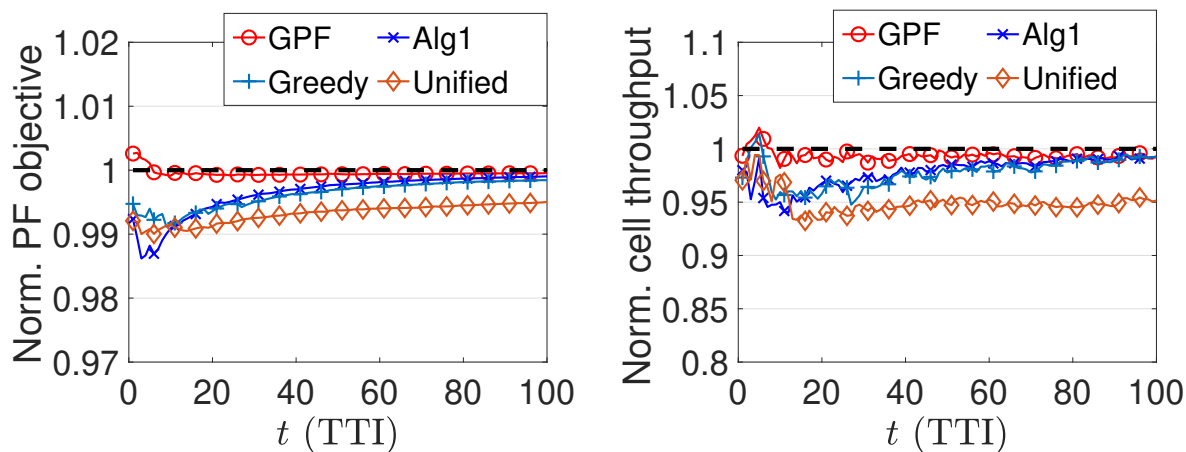 Norm. PF objective
1.02
1.01
1
0.99
0.98
0.97
GPF
Alg1
Greedy
Unified
0
20
40
60
80
100
t (TTI)
Norm. cell throughput
1.1
1.05
1
0.95
0.9
0.85
0.8
GPF
Alg1
Greedy
Unified
0
20
40
60
80
100
t (TTI)